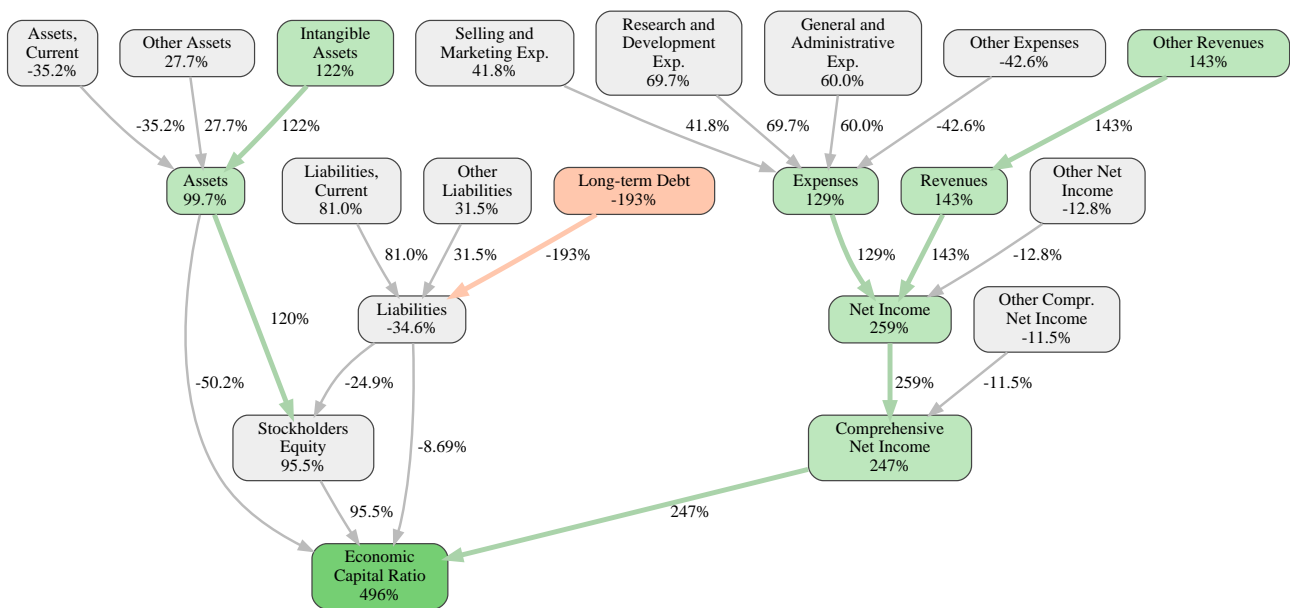 Assets,
Current
-35.2%
Other Assets
27.7%
Intangible
Assets
122%
Selling and
Marketing Exp.
41.8%
Research and
Development
Exp.
69.7%
General and
Administrative
Exp.
60.0%
Other Expenses
-42.6%
Other Revenues
143%
-35.2%
27.7%
122%
41.8%
69.7%
60.0%
-42.6%
143%
Assets
99.7%
Liabilities,
Current
81.0%
Other
Liabilities
31.5%
Long-term Debt
-193%
Expenses
129%
Revenues
143%
Other Net
Income
-12.8%
81.0%
31.5%
-193%
129%
143%
-12.8%
Liabilities
-34.6%
Net Income
259%
Other Compr.
Net Income
-11.5%
120%
-50.2%
-24.9%
259%
-11.5%
Stockholders
Equity
95.5%
-8.69%
Comprehensive
Net Income
247%
95.5%
247%
Economic
Capital Ratio
496%